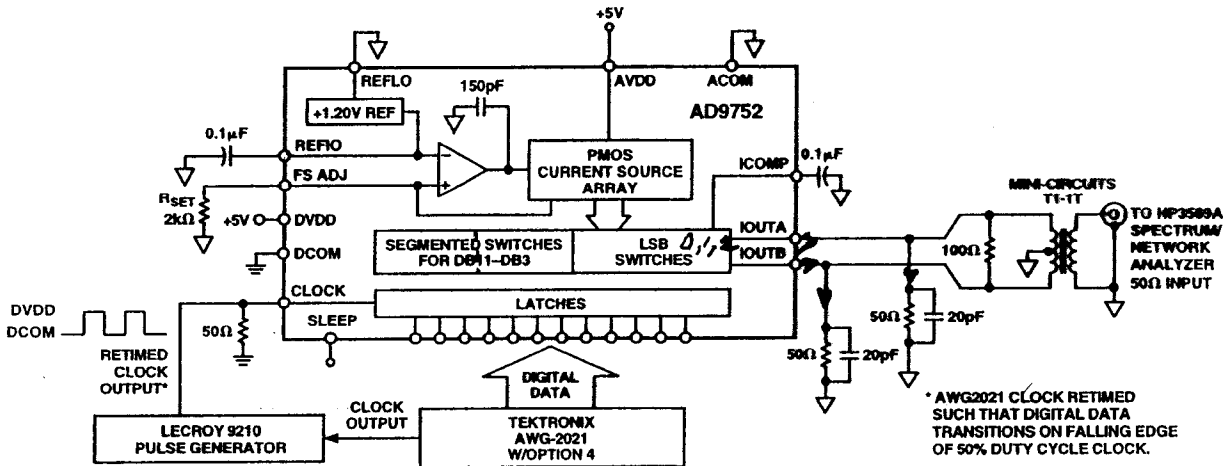 +5V
REFLO
AVDD
ACOM
150pF
AD9752
+1.20V REF
0.1µF
REFIO
PMOS
CURRENT SOURCE
ARRAY
ICOMP
0.1µF
FS ADJ
RSET
2kΩ
MINI-CIRCUITS
T1-1T
+5V
DVDD
IOUTA
TO HP3589A
SPECTRUM/
NETWORK
ANALYZER
50Ω INPUT
DCOM
SEGMENTED SWITCHES
FOR DB11–DB3
LSB
SWITCHES
IOUTB
100Ω
CLOCK
LATCHES
DVDD
DCOM
50Ω
SLEEP
50Ω
20pF
50Ω
20pF
RETIMED
CLOCK
OUTPUT*
DIGITAL
DATA
CLOCK
OUTPUT
LECROY 9210
PULSE GENERATOR
TEKTRONIX
AWG-2021
W/OPTION 4
* AWG2021 CLOCK RETIMED
SUCH THAT DIGITAL DATA
TRANSITIONS ON FALLING EDGE
OF 50% DUTY CYCLE CLOCK.